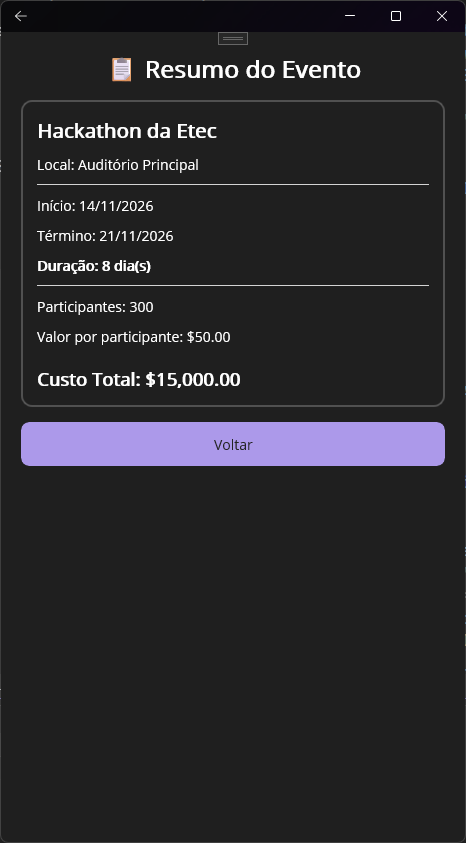 Resumo do Evento
Hackathon da Etec
Local: Auditório Principal
Início: 14/11/2026
Término: 21/11/2026
Duração: 8 dia(s)
Participantes: 300
Valor por participante: $50.00
Custo Total: $15,000.00
Voltar